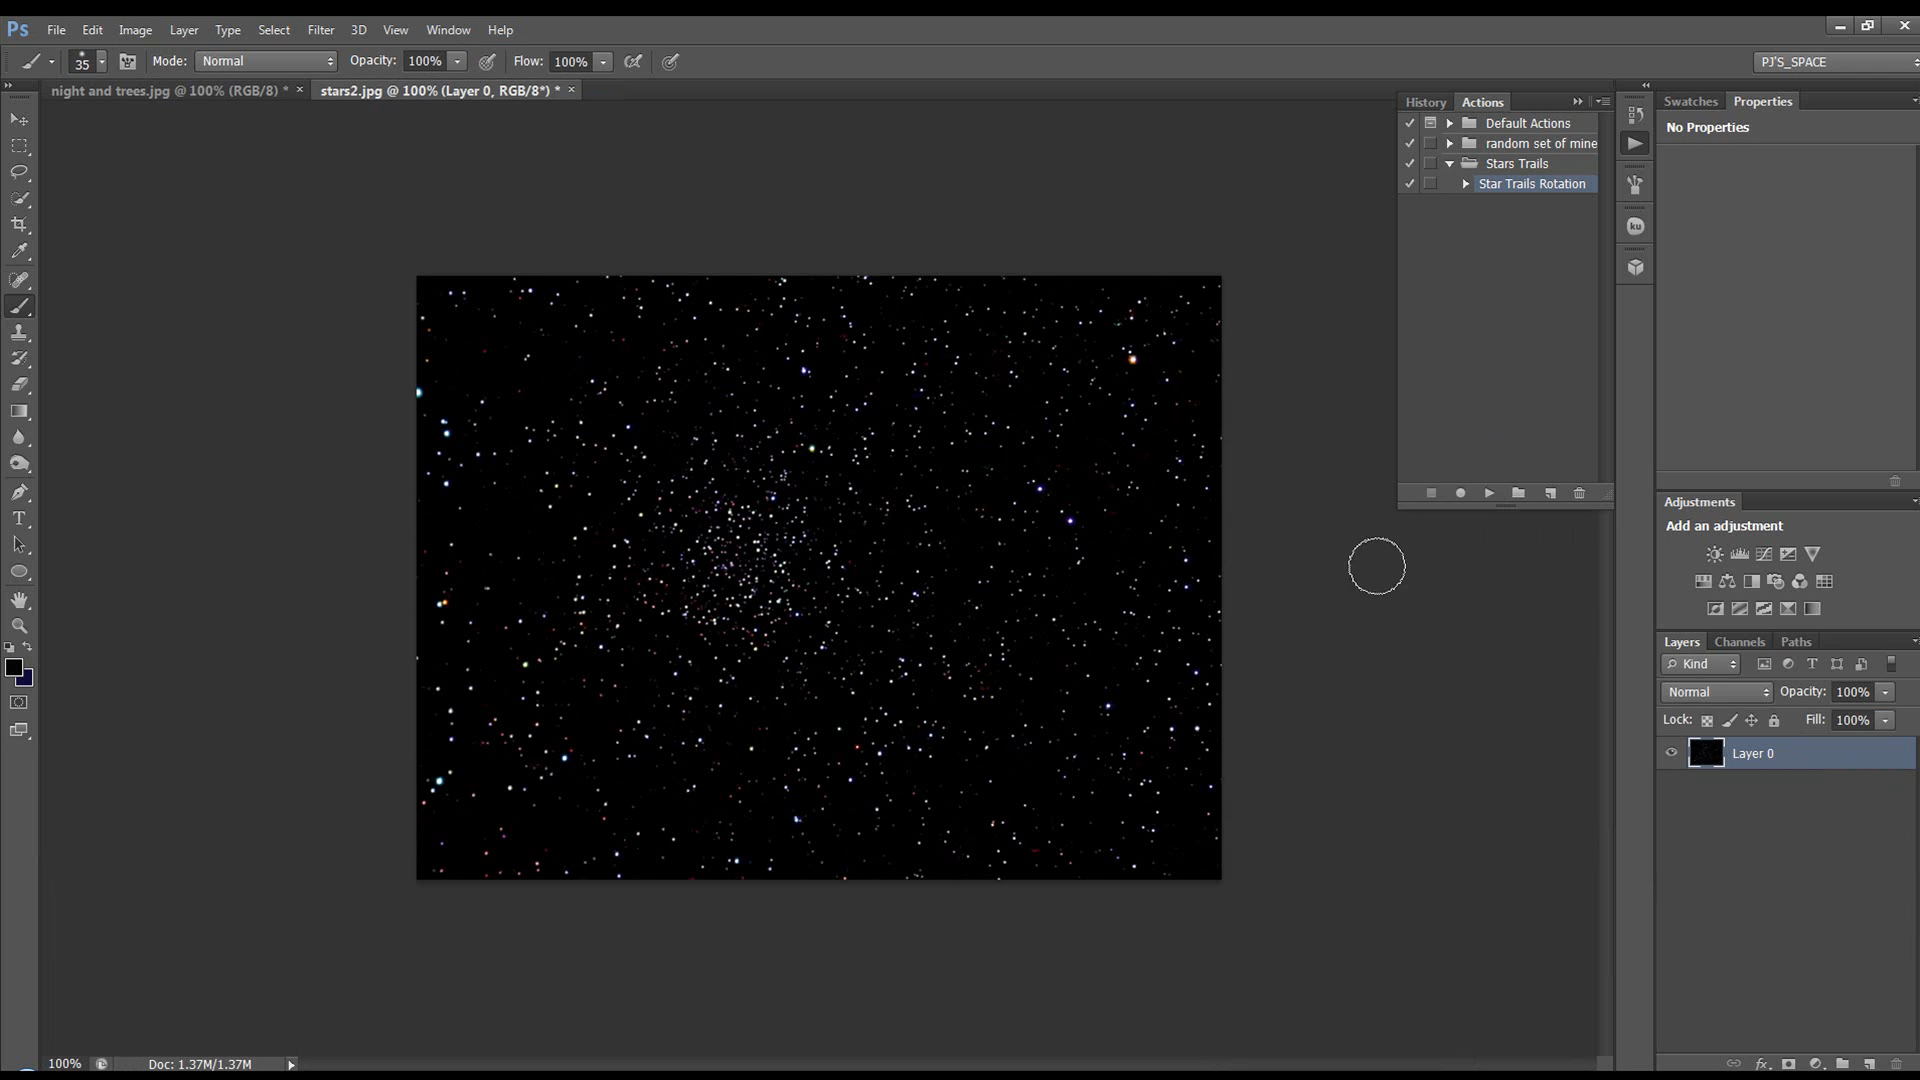 Ps File Edit Image Layer Type Select Filter 3D View Window Help
35 Mode: Normal Opacity: 100% Flow: 100% PJ'S_SPACE
night and trees.jpg @ 100% (RGB/8) * × stars2.jpg @ 100% (Layer 0, RGB/8*) * ×
History Actions
Swatches Properties
Default Actions
No Properties
random set of mine
Stars Trails
Star Trails Rotation
ku
Adjustments
Add an adjustment
Layers Channels Paths
Kind
Normal Opacity: 100%
Lock: Fill: 100%
Layer 0
T
fx
100% Doc: 1.37M/1.37M